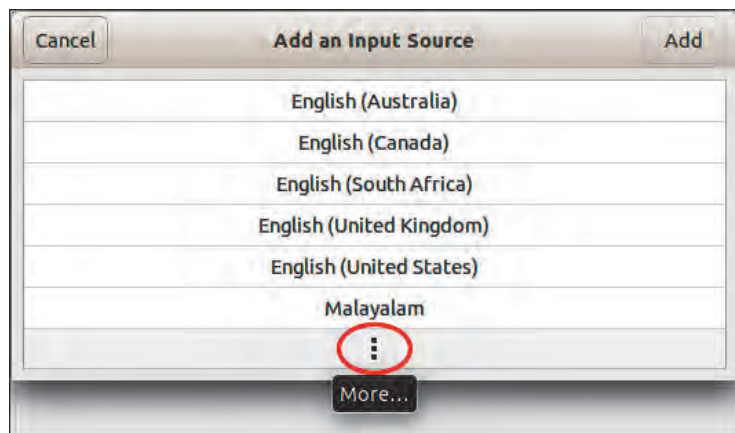 Cancel Add an Input Source Add
English (Australia)
English (Canada)
English (South Africa)
English (United Kingdom)
English (United States)
Malayalam
More...